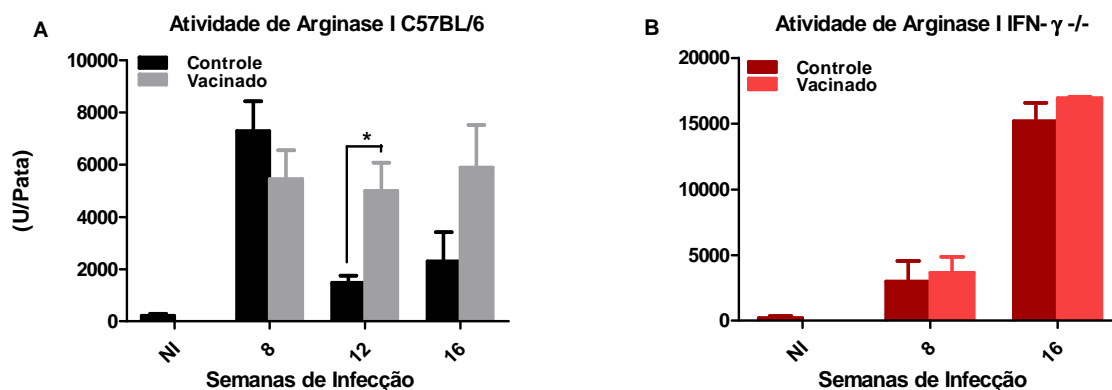 A
Atividade de Arginase I C57BL/6
10000
8000
6000
4000
2000
0
(U/Pata)
Controle
Vacinado
*
NI
8
12
16
Semanas de Infecção
B
Atividade de Arginase I IFN- γ -/-
20000
15000
10000
5000
0
Controle
Vacinado
NI
8
16
Semanas de Infecção